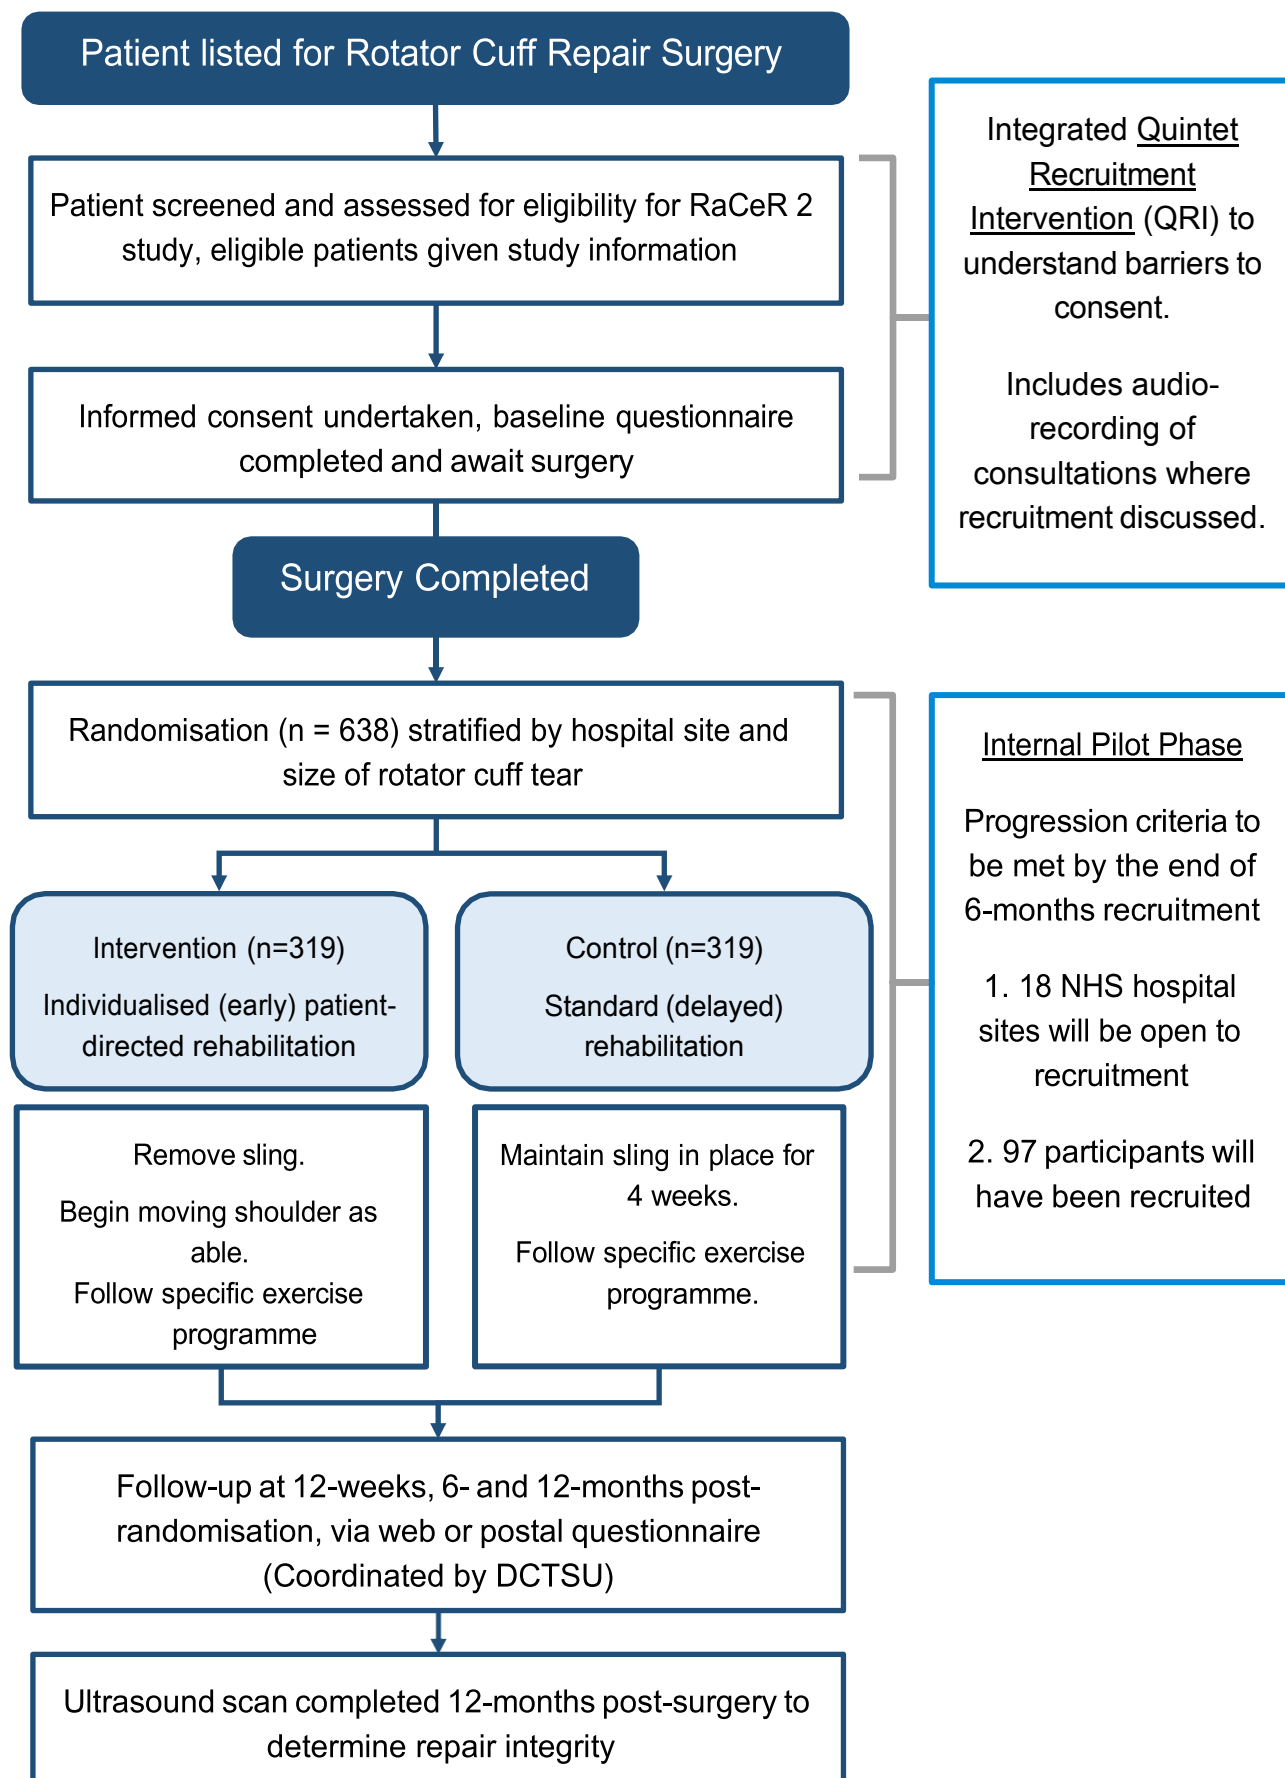 Patient listed for Rotator Cuff Repair Surgery
Patient screened and assessed for eligibility for RaCeR 2
study, eligible patients given study information
Informed consent undertaken, baseline questionnaire
completed and await surgery
Integrated Quintet
Recruitment
Intervention (QRI) to
understand barriers to
consent.
Includes audio-
recording of
consultations where
recruitment discussed.
Surgery Completed
Randomisation (n = 638) stratified by hospital site and
size of rotator cuff tear
Intervention (n=319)
Individualised (early) patient-
directed rehabilitation
Control (n=319)
Standard (delayed)
rehabilitation
Remove sling.
Begin moving shoulder as
able.
Follow specific exercise
programme
Maintain sling in place for
4 weeks.
Follow specific exercise
programme.
Internal Pilot Phase
Progression criteria to
be met by the end of
6-months recruitment
1. 18 NHS hospital
sites will be open to
recruitment
2. 97 participants will
have been recruited
Follow-up at 12-weeks, 6- and 12-months post-
randomisation, via web or postal questionnaire
(Coordinated by DCTSU)
Ultrasound scan completed 12-months post-surgery to
determine repair integrity